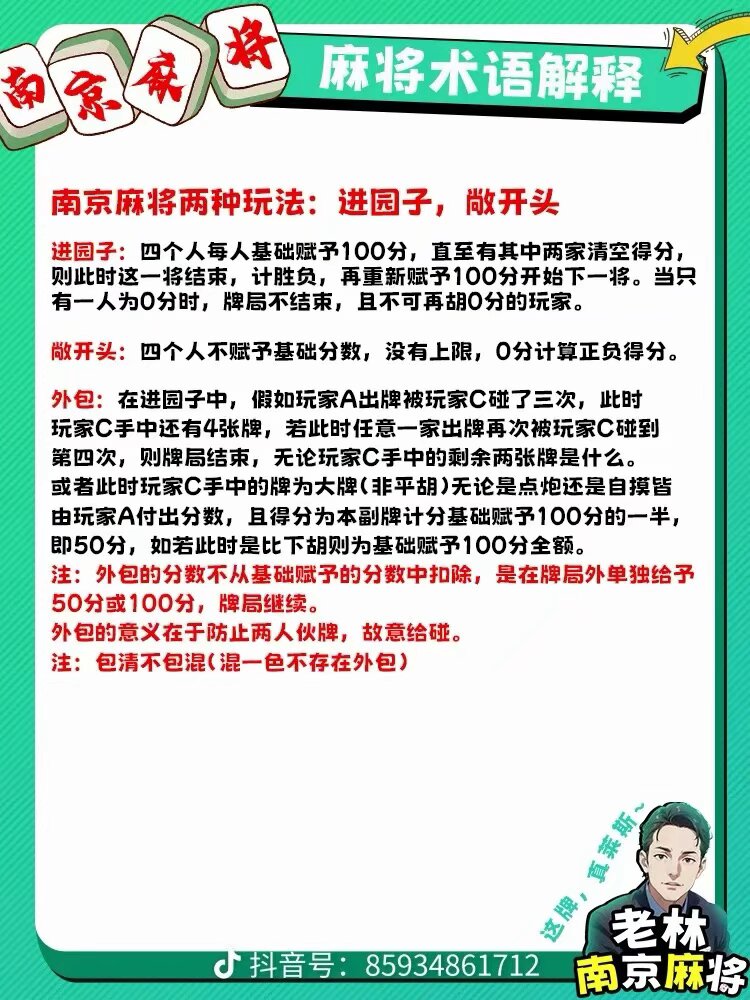 南京麻将
麻将术语解释
南京麻将两种玩法：进园子，敞开头
进园子：四个人每人基础赋予100分，直至有其中两家清空得分，
则此时这一将结束，计胜负，再重新赋予100分开始下一将。当只
有一人为0分时，牌局不结束，且不可再胡0分的玩家。
敞开头：四个人不赋予基础分数，没有上限，0分计算正负得分。
外包：在进园子中，假如玩家A出牌被玩家C碰了三次，此时
玩家C手中还有4张牌，若此时任意一家出牌再次被玩家C碰到
第四次，则牌局结束，无论玩家C手中的剩余两张牌是什么。
或者此时玩家C手中的牌为大牌(非平胡)无论是点炮还是自摸皆
由玩家A付出分数，且得分为本副牌计分基础赋予100分的一半，
即50分，如若此时是比下胡则为基础赋予100分全额。
注：外包的分数不从基础赋予的分数中扣除，是在牌局外单独给予
50分或100分，牌局继续。
外包的意义在于防止两人伙牌，故意给碰。
注：包清不包混(混一色不存在外包)
这牌，真莱斯~
老林
南京麻将
抖音号：85934861712